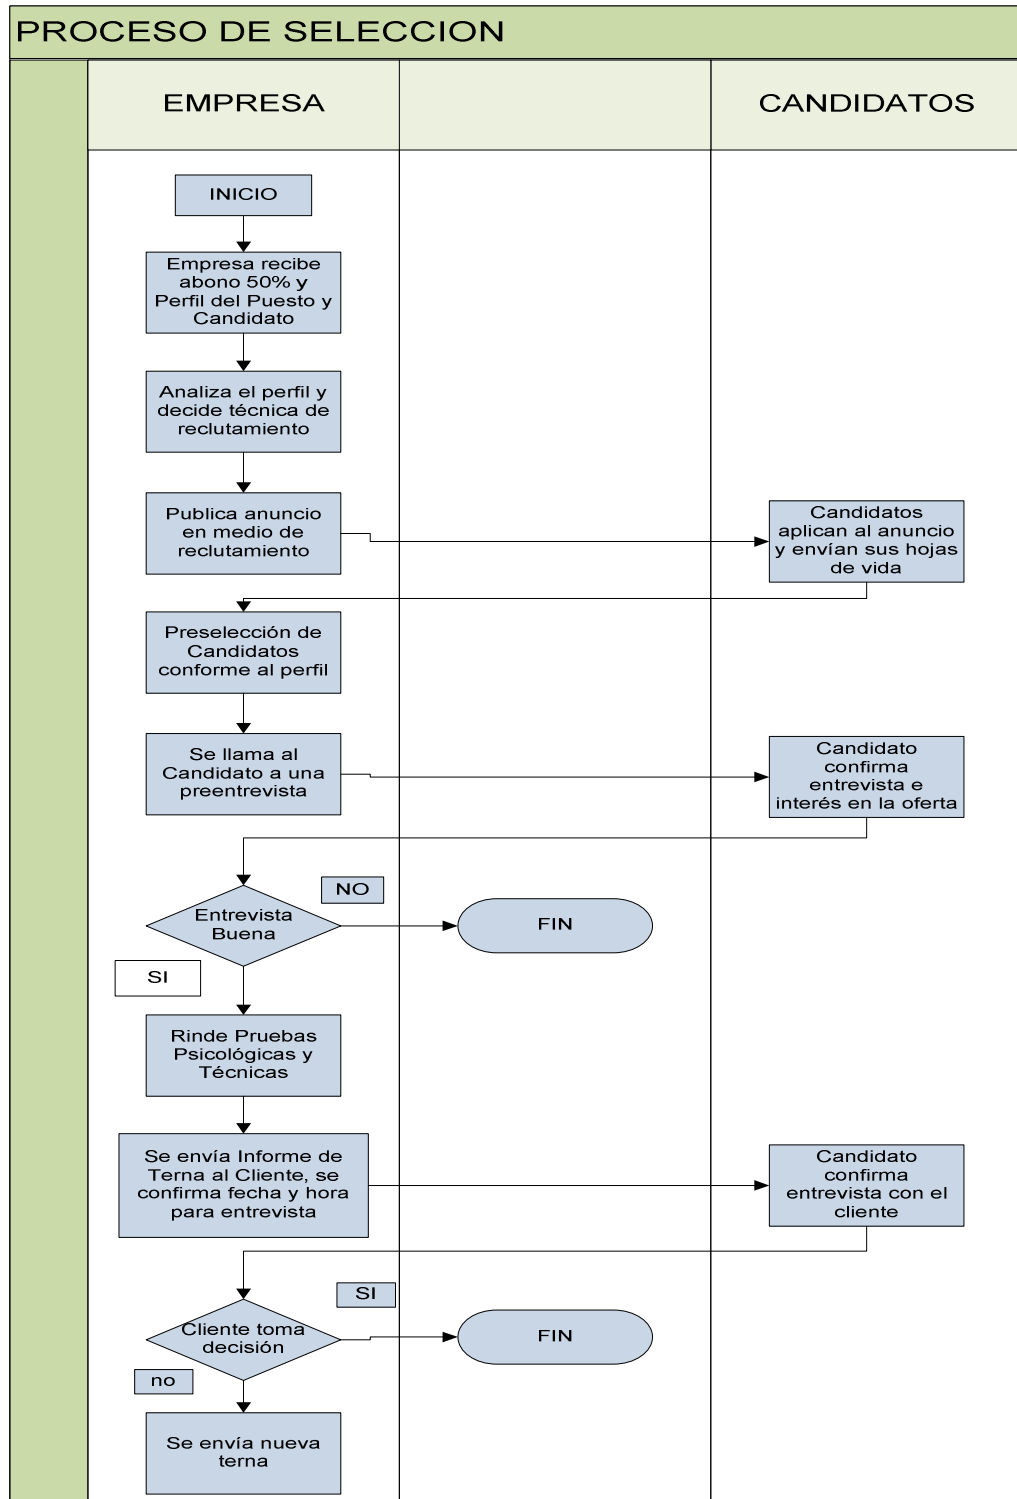 PROCESO DE SELECCION
EMPRESA
CANDIDATOS
INICIO
Empresa recibe
abono 50% y
Perfil del Puesto y
Candidato
Analiza el perfil y
decide técnica de
reclutamiento
Publica anuncio
en medio de
reclutamiento
Candidatos
aplican al anuncio
y envían sus hojas
de vida
Preselección de
Candidatos
conforme al perfil
Se llama al
Candidato a una
preentrevista
Candidato
confirma
entrevista e
interés en la oferta
Entrevista
Buena
NO
FIN
SI
Rinde Pruebas
Psicológicas y
Técnicas
Se envía Informe de
Terna al Cliente, se
confirma fecha y hora
para entrevista
Candidato
confirma
entrevista con el
cliente
Cliente toma
decisión
SI
FIN
no
Se envía nueva
terna